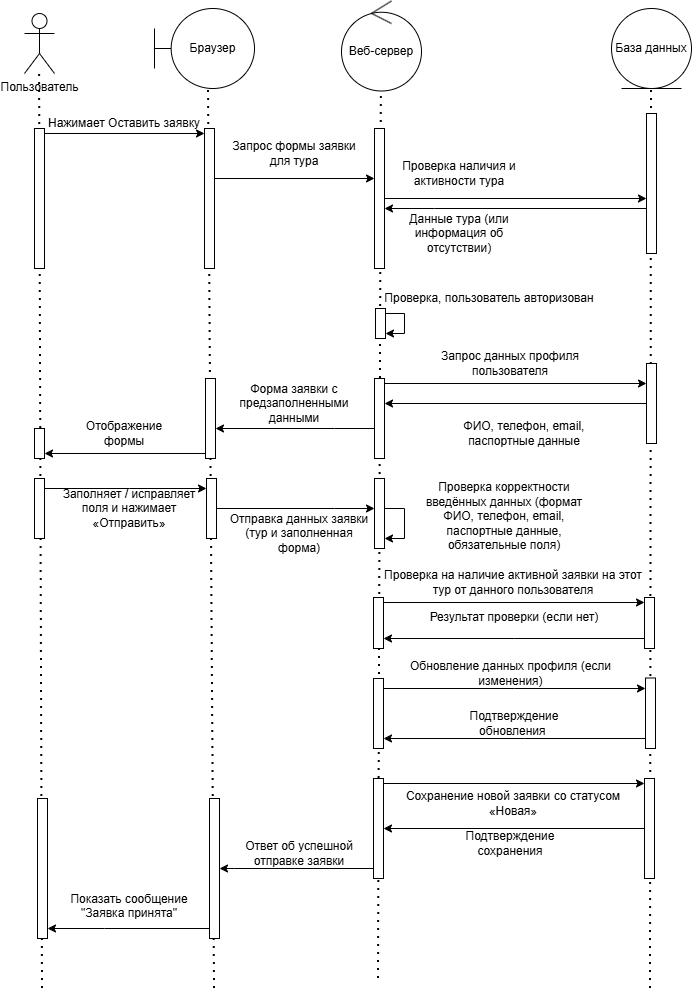 Пользователь
Браузер
Веб-сервер
База данных
Нажимает Оставить заявку
Запрос формы заявки
для тура
Проверка наличия и
активности тура
Данные тура (или
информация об
отсутствии)
Проверка, пользователь авторизован
Запрос данных профиля
пользователя
Форма заявки с
предзаполненными
данными
ФИО, телефон, email,
паспортные данные
Отображение
формы
Заполняет / исправляет
поля и нажимает
«Отправить»
Отправка данных заявки
(тур и заполненная
форма)
Проверка корректности
введённых данных (формат
ФИО, телефон, email,
паспортные данные,
обязательные поля)
Проверка на наличие активной заявки на этот
тур от данного пользователя
Результат проверки (если нет)
Обновление данных профиля (если
изменения)
Подтверждение
обновления
Сохранение новой заявки со статусом
«Новая»
Подтверждение
сохранения
Ответ об успешной
отправке заявки
Показать сообщение
"Заявка принята"